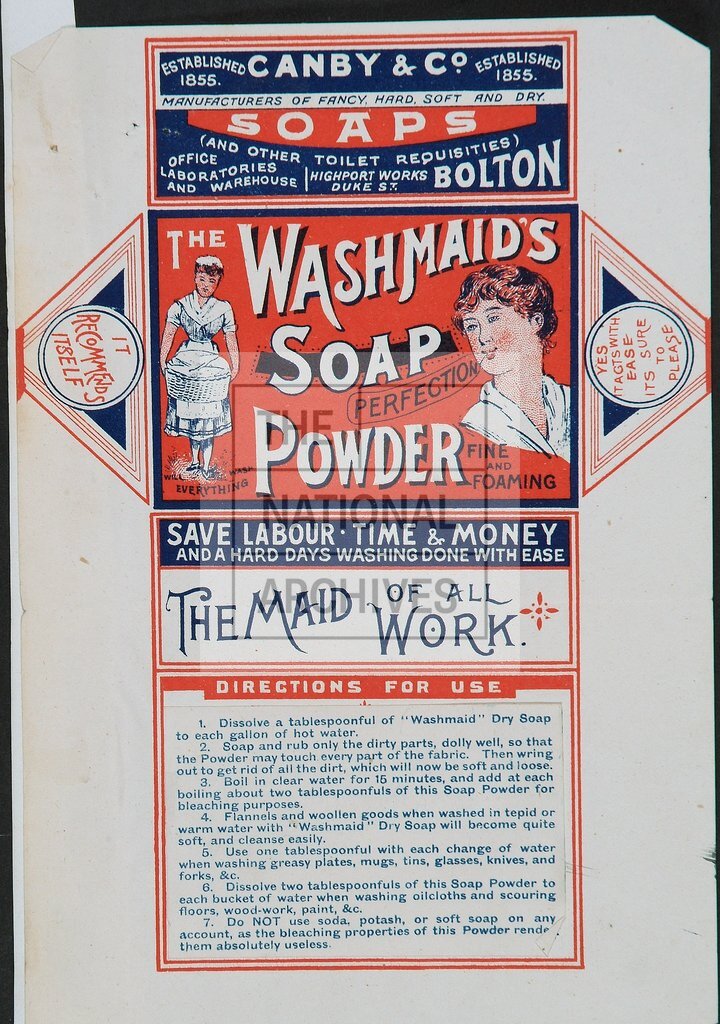 ESTABLISHED 1855.
CANBY & Co
ESTABLISHED 1855.
MANUFACTURERS OF FANCY, HARD, SOFT AND DRY.
SOAPS
(AND OTHER TOILET REQUISITIES)
OFFICE
LABORATORIES
AND WAREHOUSE
HIGHPORT WORKS
DUKE ST.
BOLTON
THE WASHMAID'S
SOAP
PERFECTION
POWDER
WILL WASH
EVERYTHING
FINE
AND
FOAMING
IT
RECOMMENDS
ITSELF
YES
IT ACTS WITH
EASE
ITS SURE
TO
PLEASE
THE
NATIONAL
ARCHIVES
SAVE LABOUR · TIME & MONEY
AND A HARD DAYS WASHING DONE WITH EASE
THE MAID OF ALL
WORK.
DIRECTIONS FOR USE
1. Dissolve a tablespoonful of "Washmaid" Dry Soap
to each gallon of hot water.
2. Soap and rub only the dirty parts, dolly well, so that
the Powder may touch every part of the fabric. Then wring
out to get rid of all the dirt, which will now be soft and loose.
3. Boil in clear water for 15 minutes, and add at each
boiling about two tablespoonfuls of this Soap Powder for
bleaching purposes.
4. Flannels and woollen goods when washed in tepid or
warm water with "Washmaid" Dry Soap will become quite
soft, and cleanse easily.
5. Use one tablespoonful with each change of water
when washing greasy plates, mugs, tins, glasses, knives, and
forks, &c.
6. Dissolve two tablespoonfuls of this Soap Powder to
each bucket of water when washing oilcloths and scouring
floors, wood-work, paint, &c.
7. Do NOT use soda, potash, or soft soap on any
account, as the bleaching properties of this Powder rende
them absolutely useless.